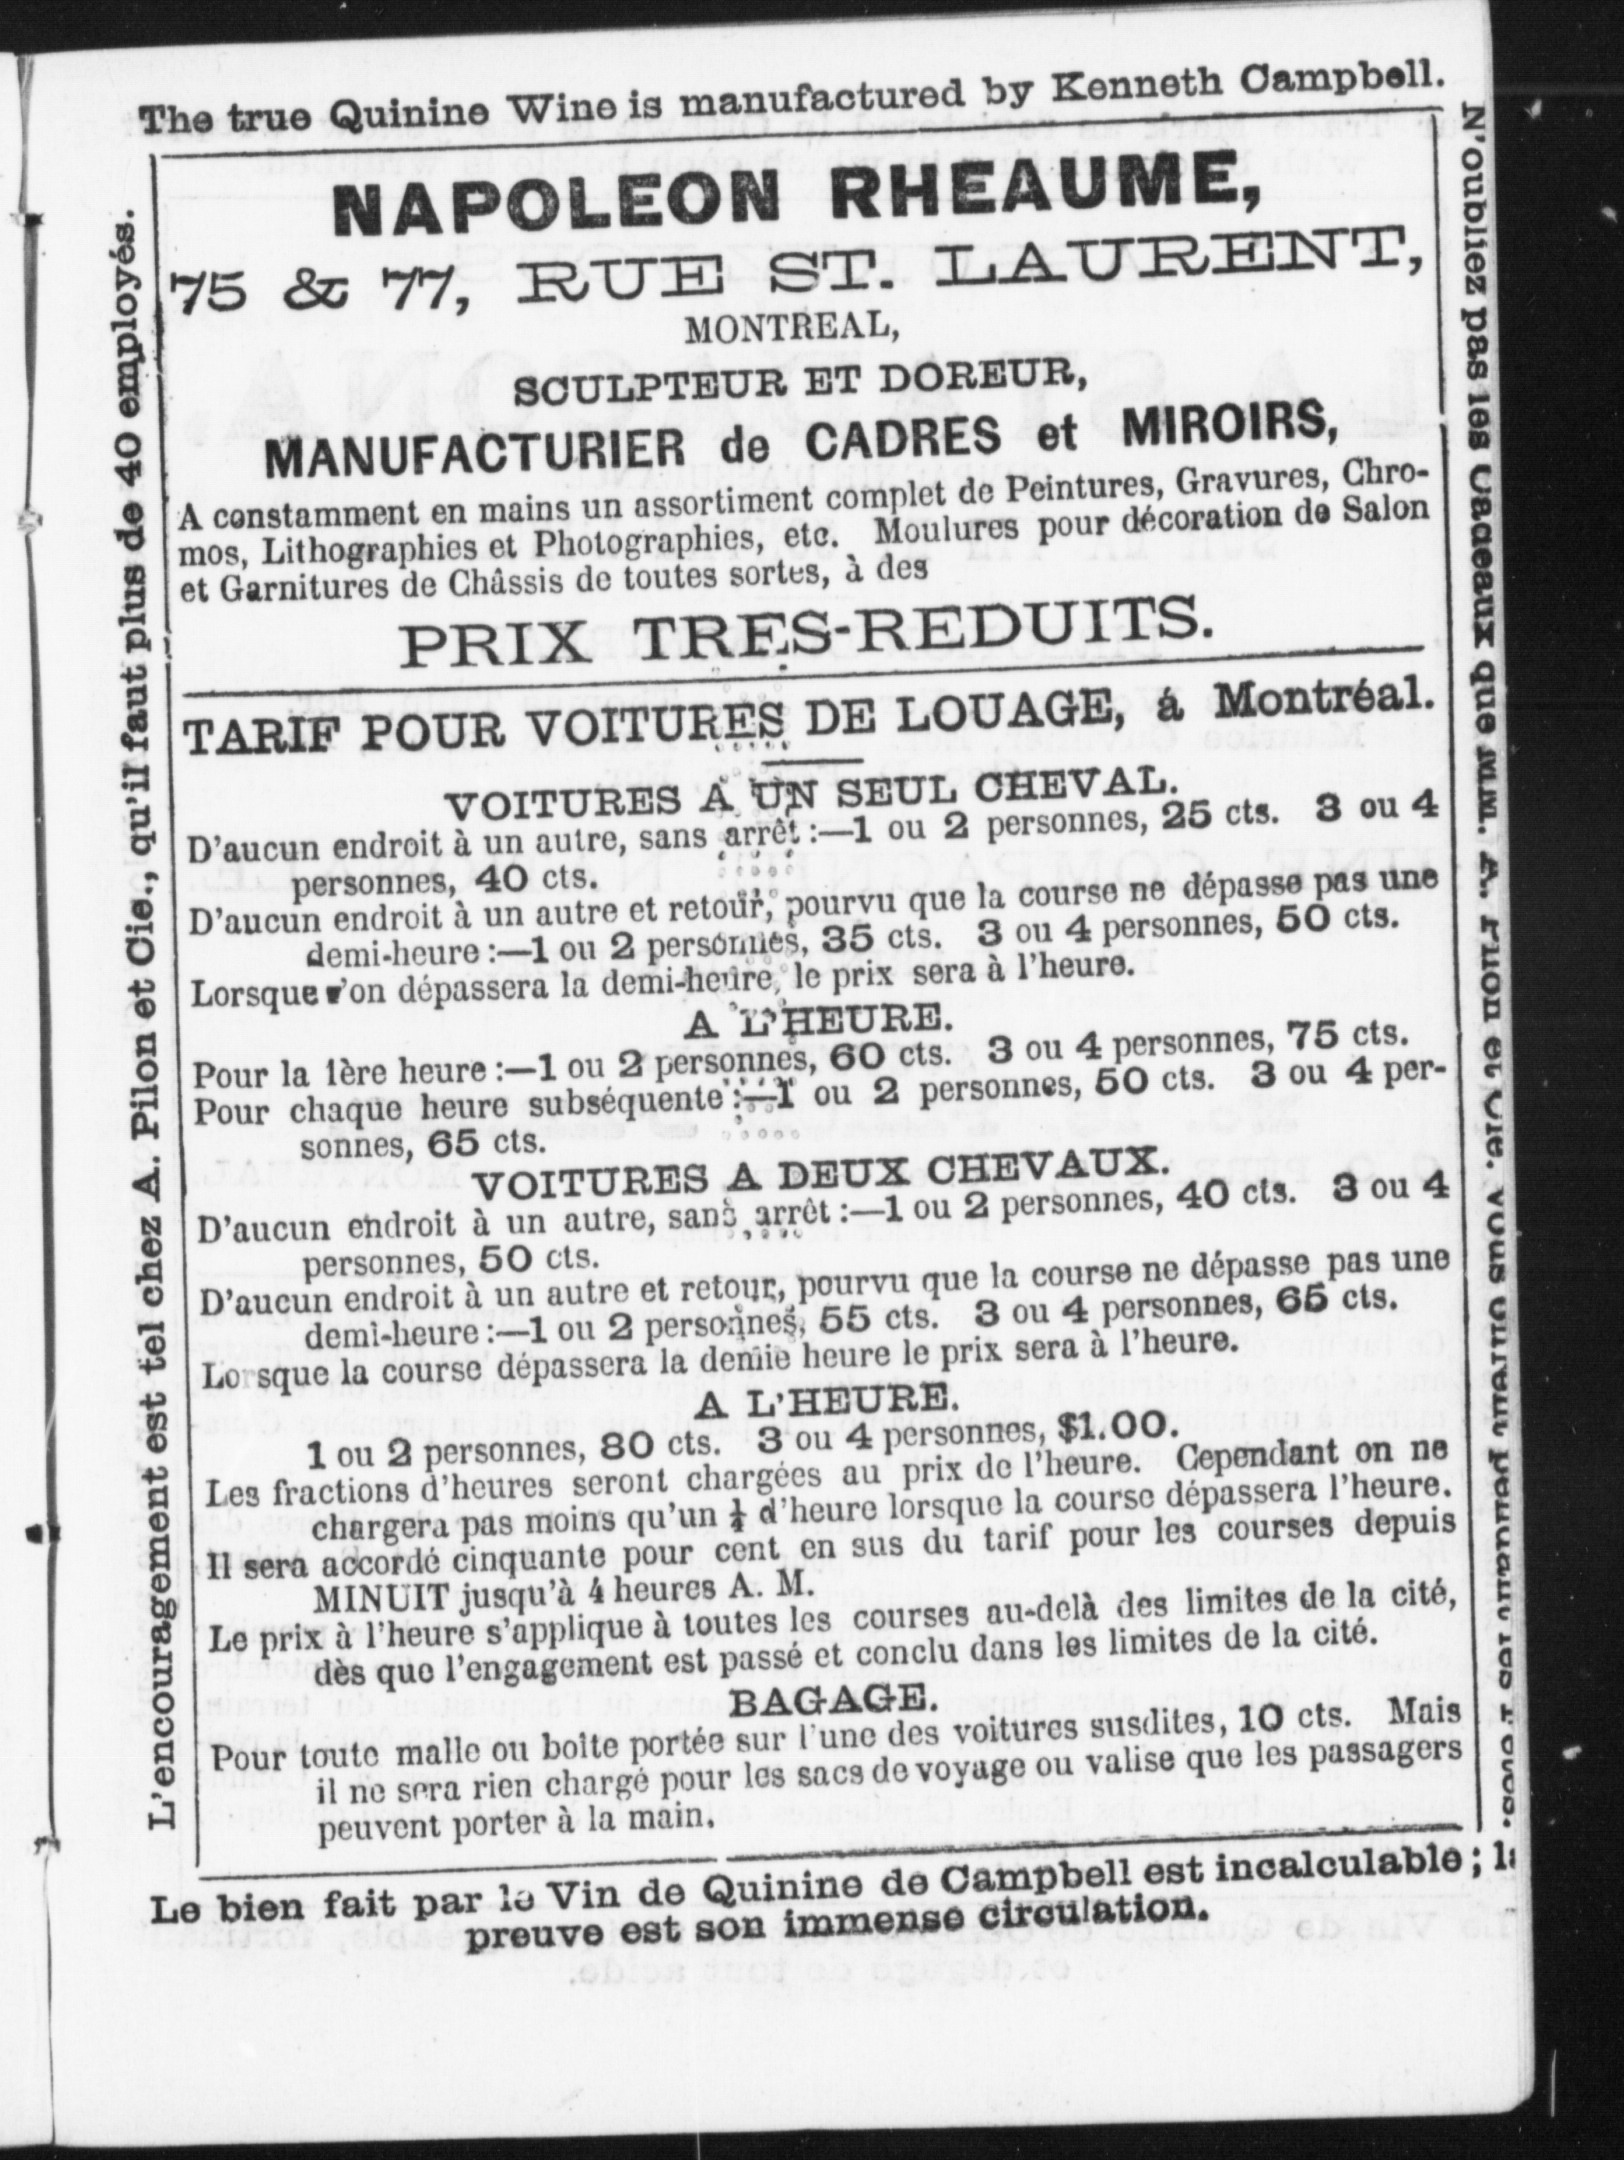 The true Quinine Wine is manufactured by Kenneth Campbell.
NAPOLEON RHEAUME,
75 & 77, RUE ST. LAURENT,
MONTREAL,
SCULPTEUR ET DOREUR,
MANUFACTURIER de CADRES et MIROIRS,
A constamment en mains un assortiment complet de Peintures, Gravures, Chro-
mos, Lithographies et Photographies, etc. Moulures pour décoration de Salon
et Garnitures de Châssis de toutes sortes, à des
PRIX TRES-REDUITS.
TARIF POUR VOITURES DE LOUAGE, á Montréal.
VOITURES A UN SEUL CHEVAL.
D'aucun endroit à un autre, sans arrêt :—1 ou 2 personnes, 25 cts. 3 ou 4
personnes, 40 cts.
D'aucun endroit à un autre et retour, pourvu que la course ne dépasse pas une
demi-heure :—1 ou 2 personnes, 35 cts. 3 ou 4 personnes, 50 cts.
Lorsque 'on dépassera la demi-heure, le prix sera à l'heure.
A L'HEURE.
Pour la 1ère heure :—1 ou 2 personnes, 60 cts. 3 ou 4 personnes, 75 cts.
Pour chaque heure subséquente :—1 ou 2 personnes, 50 cts. 3 ou 4 per-
sonnes, 65 cts.
VOITURES A DEUX CHEVAUX.
D'aucun endroit à un autre, sans arrêt :—1 ou 2 personnes, 40 cts. 3 ou 4
personnes, 50 cts.
D'aucun endroit à un autre et retour, pourvu que la course ne dépasse pas une
demi-heure :—1 ou 2 personnes, 55 cts. 3 ou 4 personnes, 65 cts.
Lorsque la course dépassera la demie heure le prix sera à l'heure.
A L'HEURE.
1 ou 2 personnes, 80 cts. 3 ou 4 personnes, $1.00.
Les fractions d'heures seront chargées au prix de l'heure. Cependant on ne
chargera pas moins qu'un ¼ d'heure lorsque la course dépassera l'heure.
Il sera accordé cinquante pour cent en sus du tarif pour les courses depuis
MINUIT jusqu'à 4 heures A. M.
Le prix à l'heure s'applique à toutes les courses au-delà des limites de la cité,
dès que l'engagement est passé et conclu dans les limites de la cité.
BAGAGE.
Pour toute malle ou boîte portée sur l'une des voitures susdites, 10 cts. Mais
il ne sera rien chargé pour les sacs de voyage ou valise que les passagers
peuvent porter à la main.
Le bien fait par le Vin de Quinine de Campbell est incalculable ; la
preuve est son immense circulation.
L'encouragement est tel chez A. Pilon et Cie., qu'il faut plus de 40 employés.
N'oubliez pas les Cadeaux que MM. A. Pilon et Cie. vous offrent pendant les Fêtes.